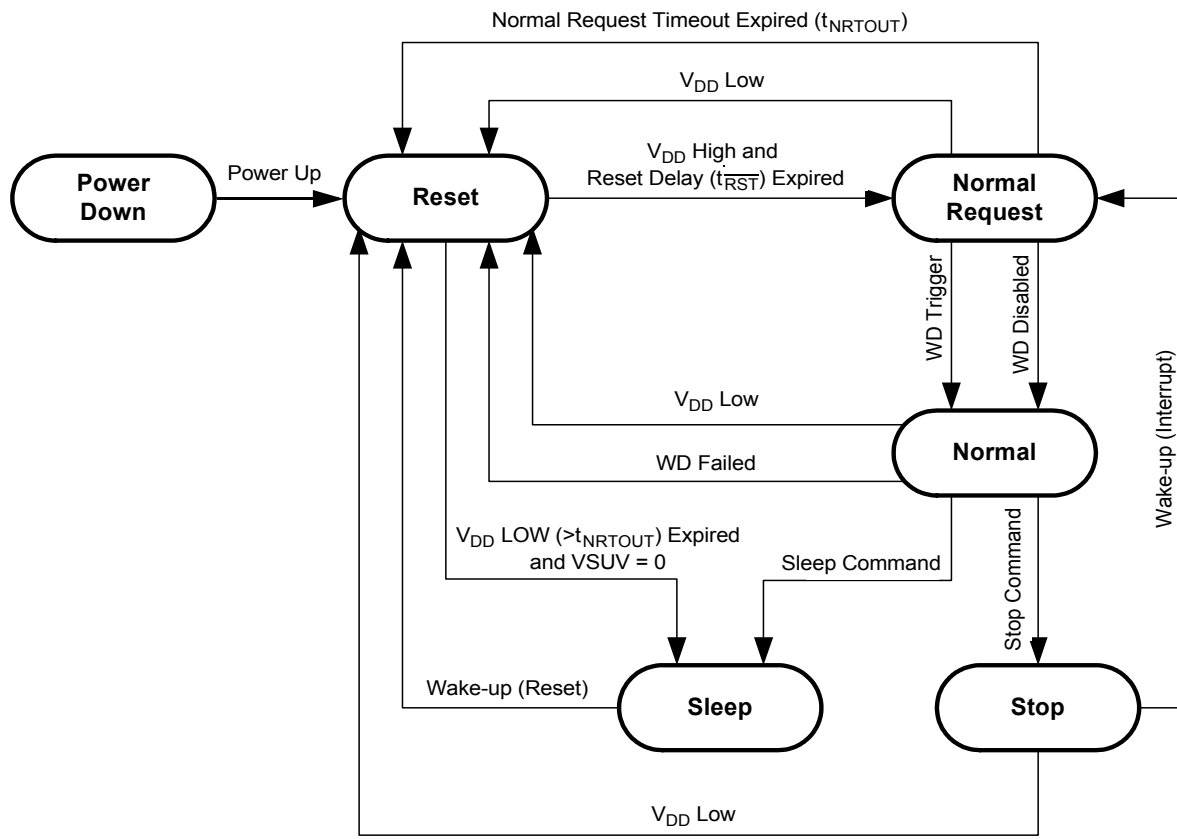 Normal Request Timeout Expired (tNRTOUT)
VDD Low
Power
Down
Power Up
Reset
VDD High and
Reset Delay (tRST) Expired
Normal
Request
WD Trigger
WD Disabled
Wake-up (Interrupt)
VDD Low
Normal
WD Failed
VDD LOW (>tNRTOUT) Expired
and VSUV = 0
Sleep Command
Stop Command
Wake-up (Reset)
Sleep
Stop
VDD Low